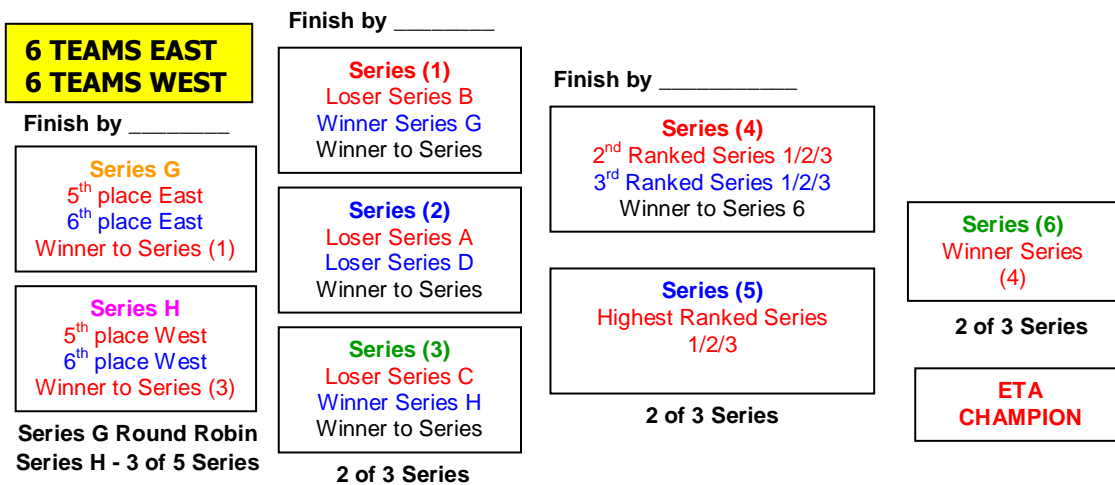 6 TEAMS EAST
6 TEAMS WEST
Finish by ________
Series G
5th place East
6th place East
Winner to Series (1)
Series H
5th place West
6th place West
Winner to Series (3)
Series G Round Robin
Series H - 3 of 5 Series
Finish by ________
Series (1)
Loser Series B
Winner Series G
Winner to Series
Series (2)
Loser Series A
Loser Series D
Winner to Series
Series (3)
Loser Series C
Winner Series H
Winner to Series
2 of 3 Series
Finish by ___________
Series (4)
2nd Ranked Series 1/2/3
3rd Ranked Series 1/2/3
Winner to Series 6
Series (5)
Highest Ranked Series
1/2/3
2 of 3 Series
Series (6)
Winner Series
(4)
2 of 3 Series
ETA
CHAMPION